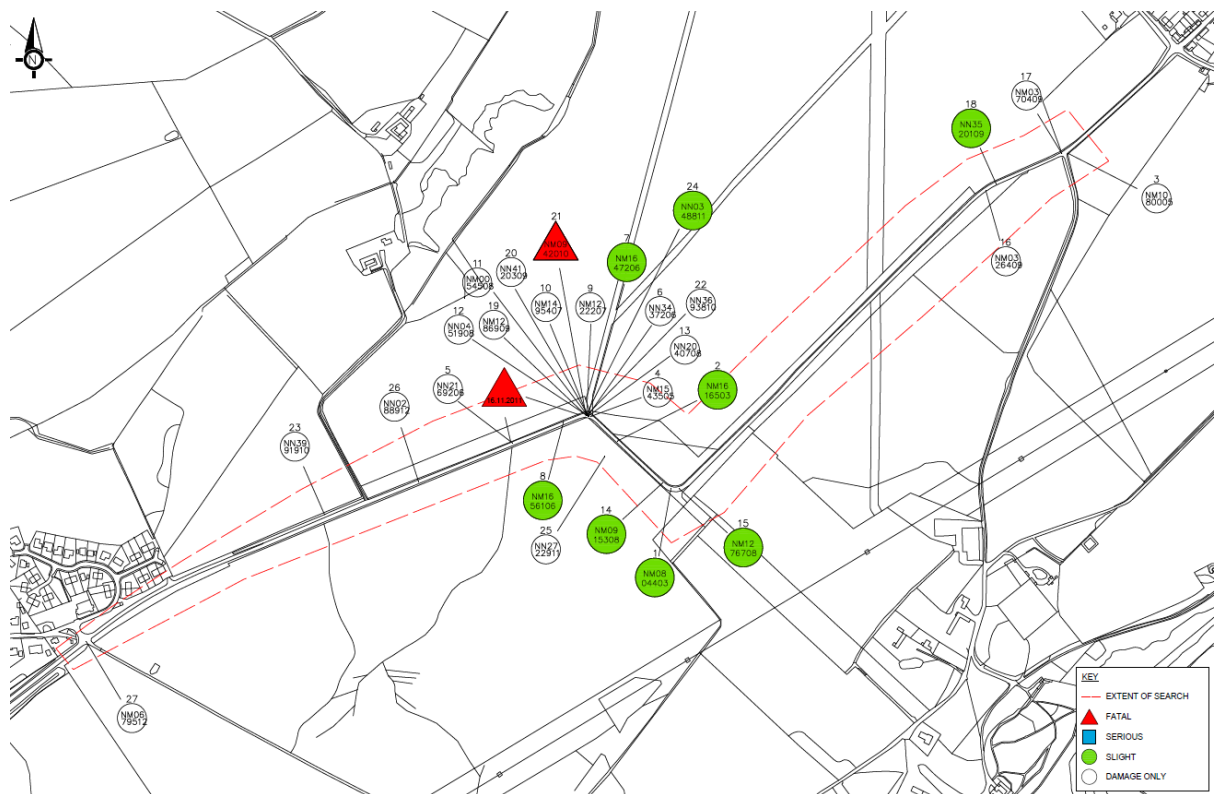 N
17
NM03
70409
18
NN35
20109
3
NM10
80005
24
NN03
48811
21
NM09
42010
7
NM16
47206
16
NM03
26409
20
NN41
20309
11
NM00
54508
10
NM14
95407
9
NM12
22207
6
NN34
37206
22
NN36
93810
19
NM12
86909
12
NN04
51908
13
NN20
40708
2
NM16
16503
4
NM15
43505
5
NN21
69206
16.11.2011
26
NN02
88912
23
NN39
91910
8
NM16
56106
14
NM09
15308
15
NM12
76708
25
NN27
22911
1
NM08
04403
27
NM06
79512
KEY
EXTENT OF SEARCH
FATAL
SERIOUS
SLIGHT
DAMAGE ONLY